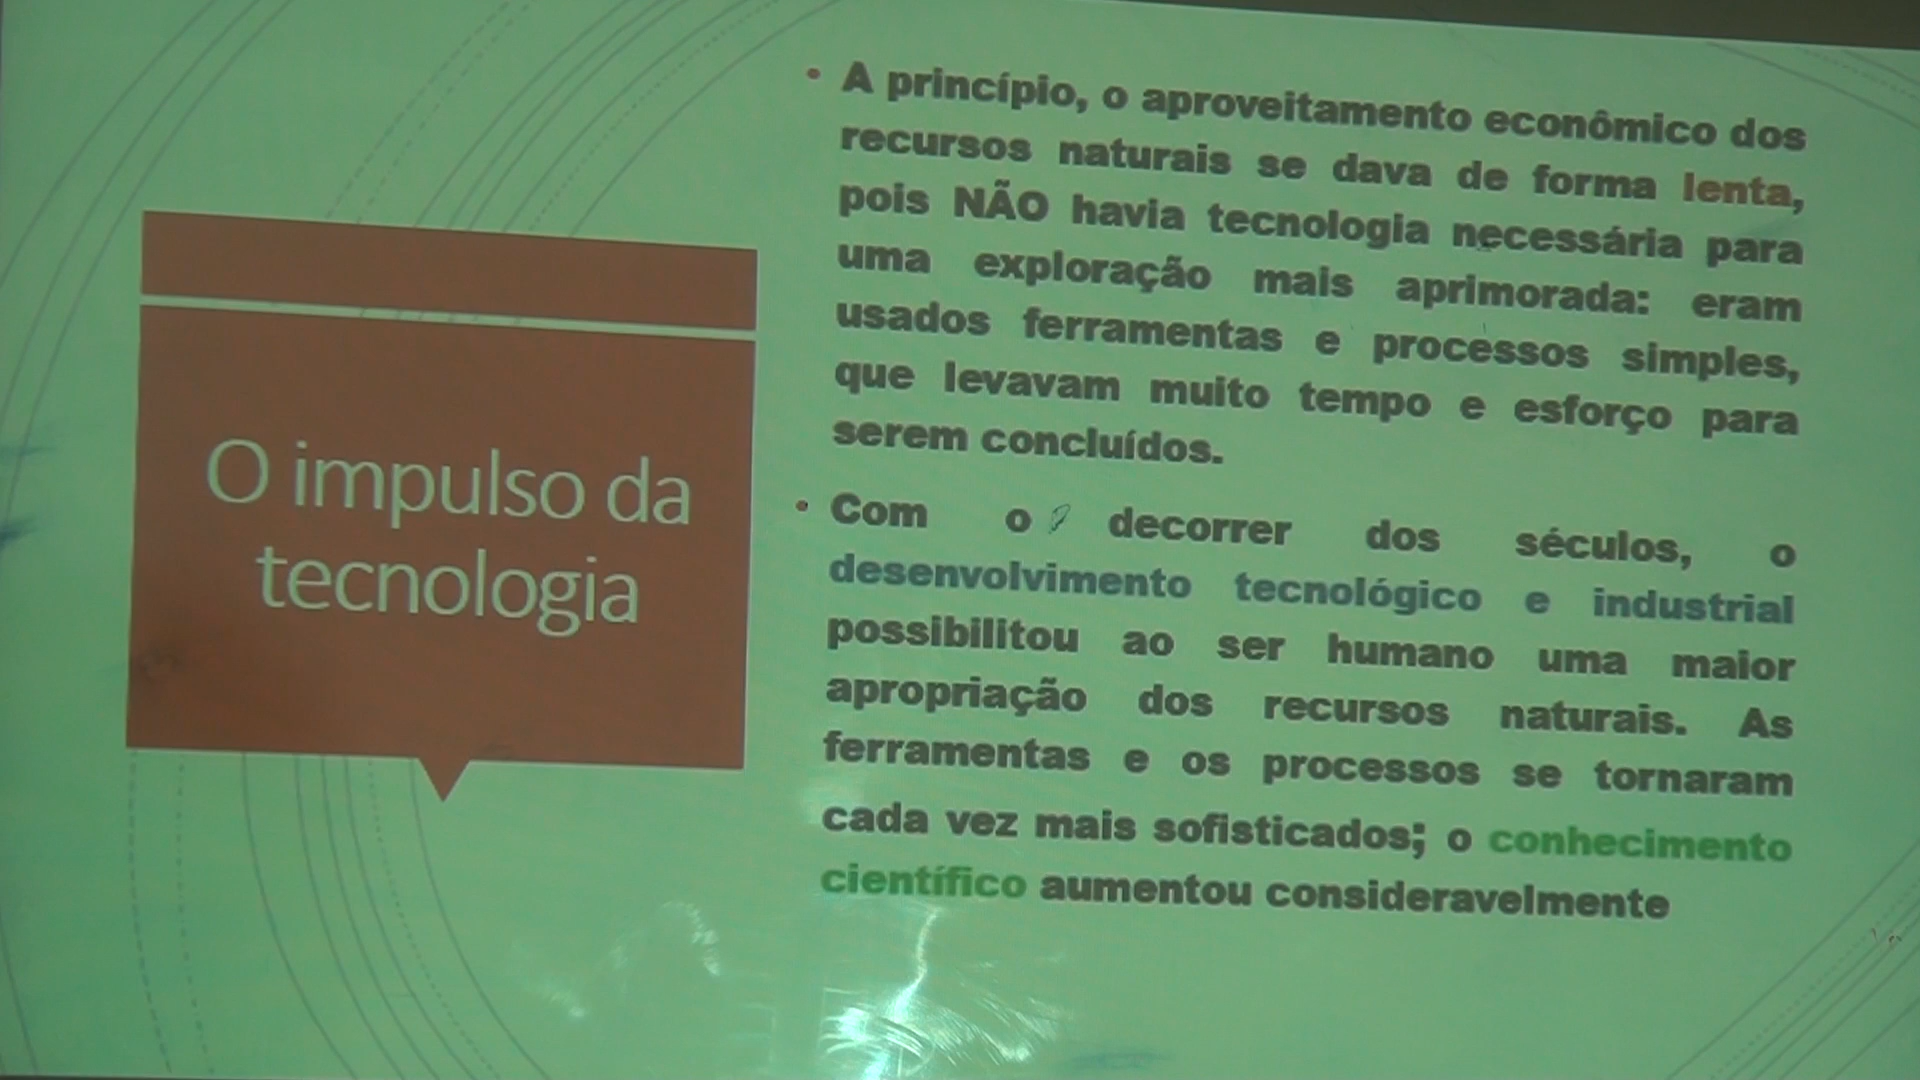 O impulso da
tecnologia
• A princípio, o aproveitamento econômico dos
recursos naturais se dava de forma lenta,
pois NÃO havia tecnologia necessária para
uma exploração mais aprimorada: eram
usados ferramentas e processos simples,
que levavam muito tempo e esforço para
serem concluídos.
• Com o decorrer dos séculos, o
desenvolvimento tecnológico e industrial
possibilitou ao ser humano uma maior
apropriação dos recursos naturais. As
ferramentas e os processos se tornaram
cada vez mais sofisticados; o conhecimento
científico aumentou consideravelmente